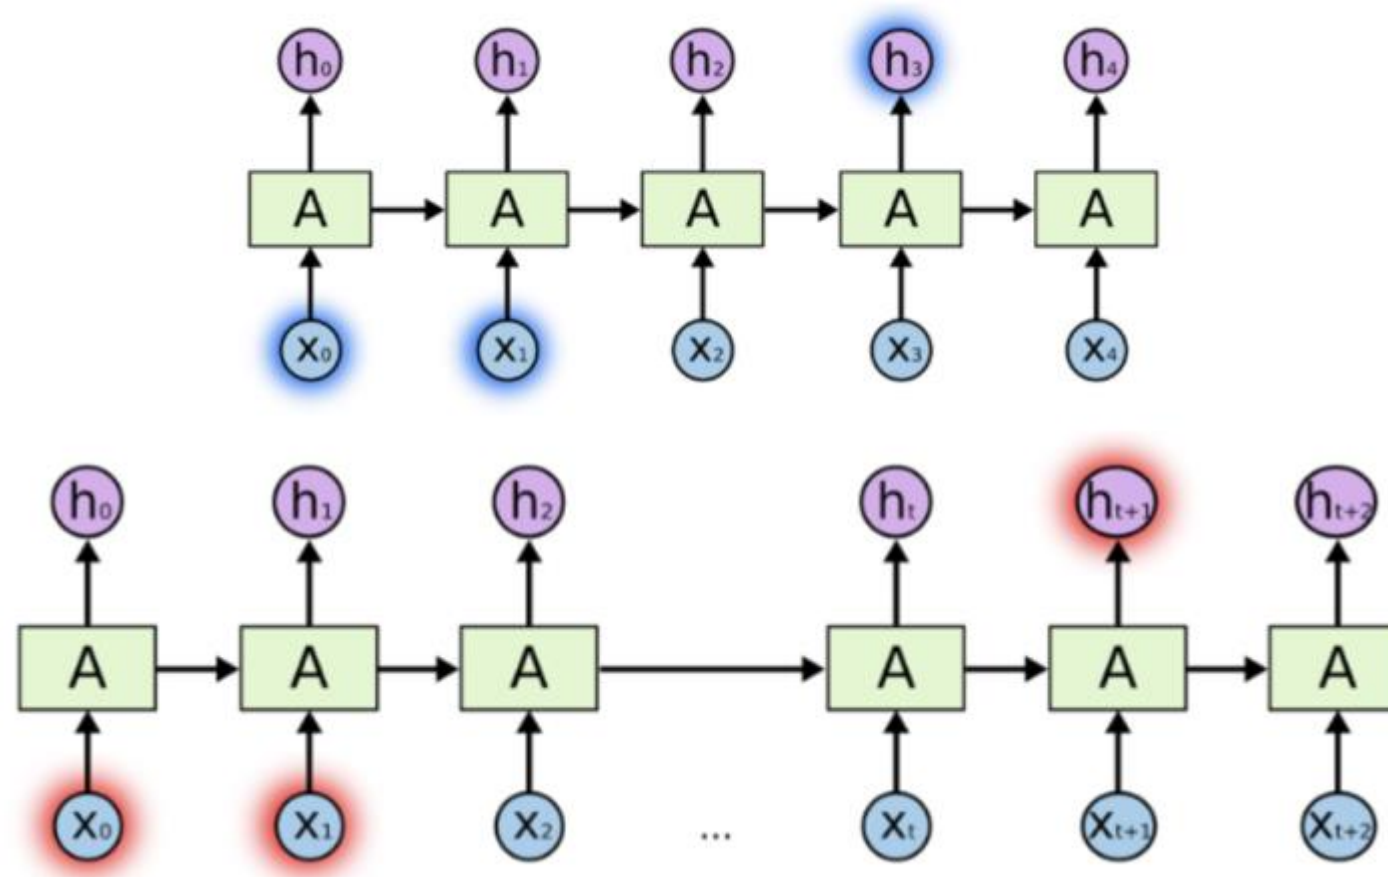 h₀ h₁ h₂ h₃ h₄
A A A A A
x₀ x₁ x₂ x₃ x₄
h₀ h₁ h₂ hₜ hₜ₊₁ hₜ₊₂
A A A A A A
x₀ x₁ x₂ ... xₜ xₜ₊₁ xₜ₊₂